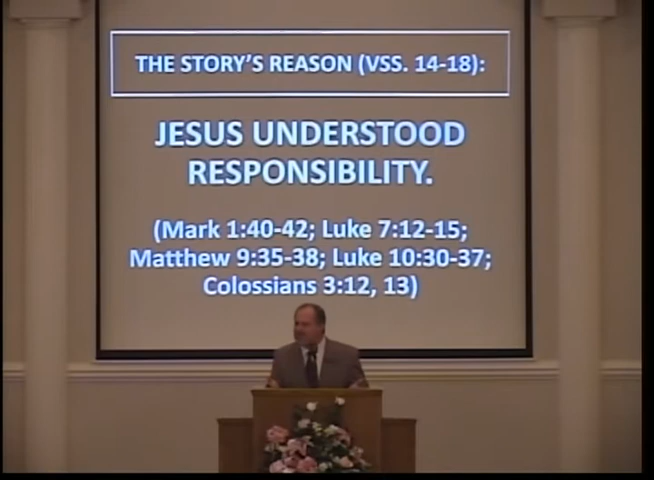 THE STORY'S REASON (VSS. 14-18):
JESUS UNDERSTOOD
RESPONSIBILITY.
(Mark 1:40-42; Luke 7:12-15;
Matthew 9:35-38; Luke 10:30-37;
Colossians 3:12, 13)